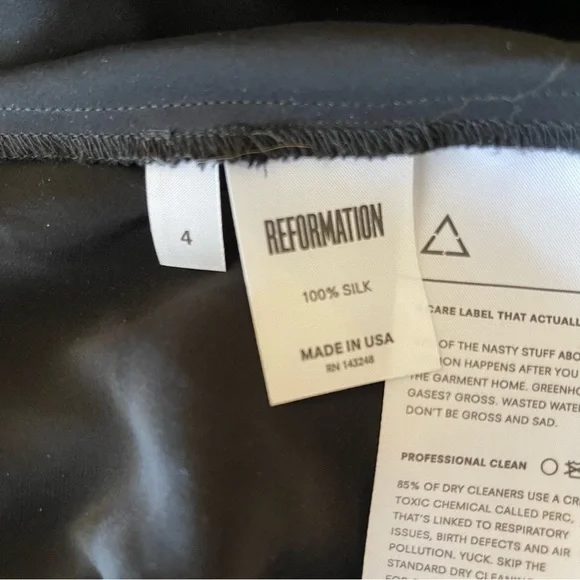 4
REFORMATION
100% SILK
MADE IN USA
RN 143248
CARE LABEL THAT ACTUALL
OF THE NASTY STUFF ABO
ION HAPPENS AFTER YOU
THE GARMENT HOME. GREENHO
GASES? GROSS. WASTED WATE
DON'T BE GROSS AND SAD.
PROFESSIONAL CLEAN
85% OF DRY CLEANERS USE A CR
TOXIC CHEMICAL CALLED PERC,
THAT'S LINKED TO RESPIRATORY
ISSUES, BIRTH DEFECTS AND AIR
POLLUTION. YUCK. SKIP THE
STANDARD DRY CLEANING